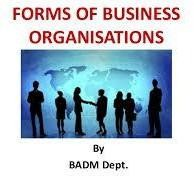 FORMS OF BUSINESS
ORGANISATIONS
By
BADM Dept.